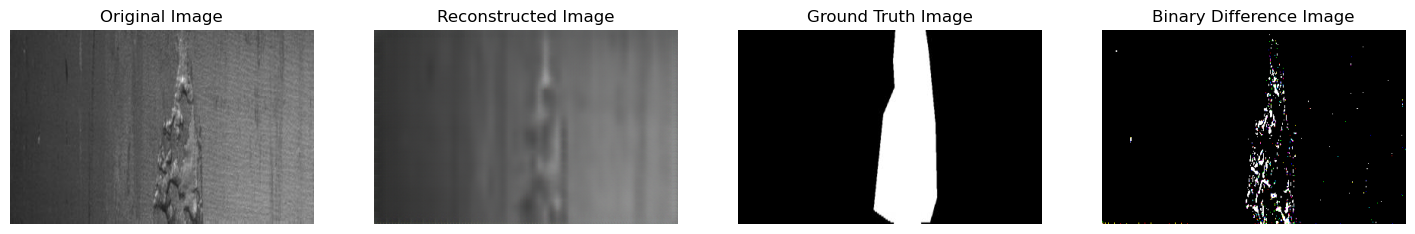 Original Image
Reconstructed Image
Ground Truth Image
Binary Difference Image